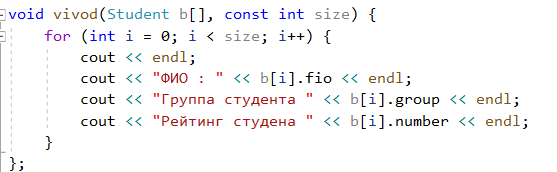 void vivod(Student b[], const int size) {
    for (int i = 0; i < size; i++) {
        cout << endl;
        cout << "ФИО : " << b[i].fio << endl;
        cout << "Группа студента " << b[i].group << endl;
        cout << "Рейтинг студена " << b[i].number << endl;
    }
};